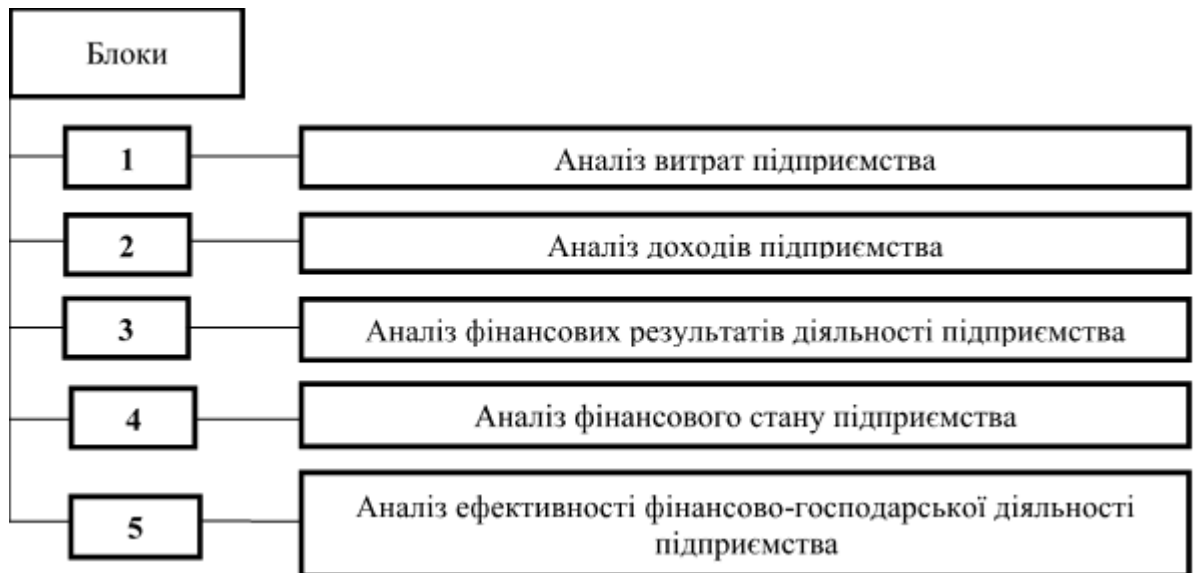 Блоки
1
Аналіз витрат підприємства
2
Аналіз доходів підприємства
3
Аналіз фінансових результатів діяльності підприємства
4
Аналіз фінансового стану підприємства
5
Аналіз ефективності фінансово-господарської діяльності
підприємства